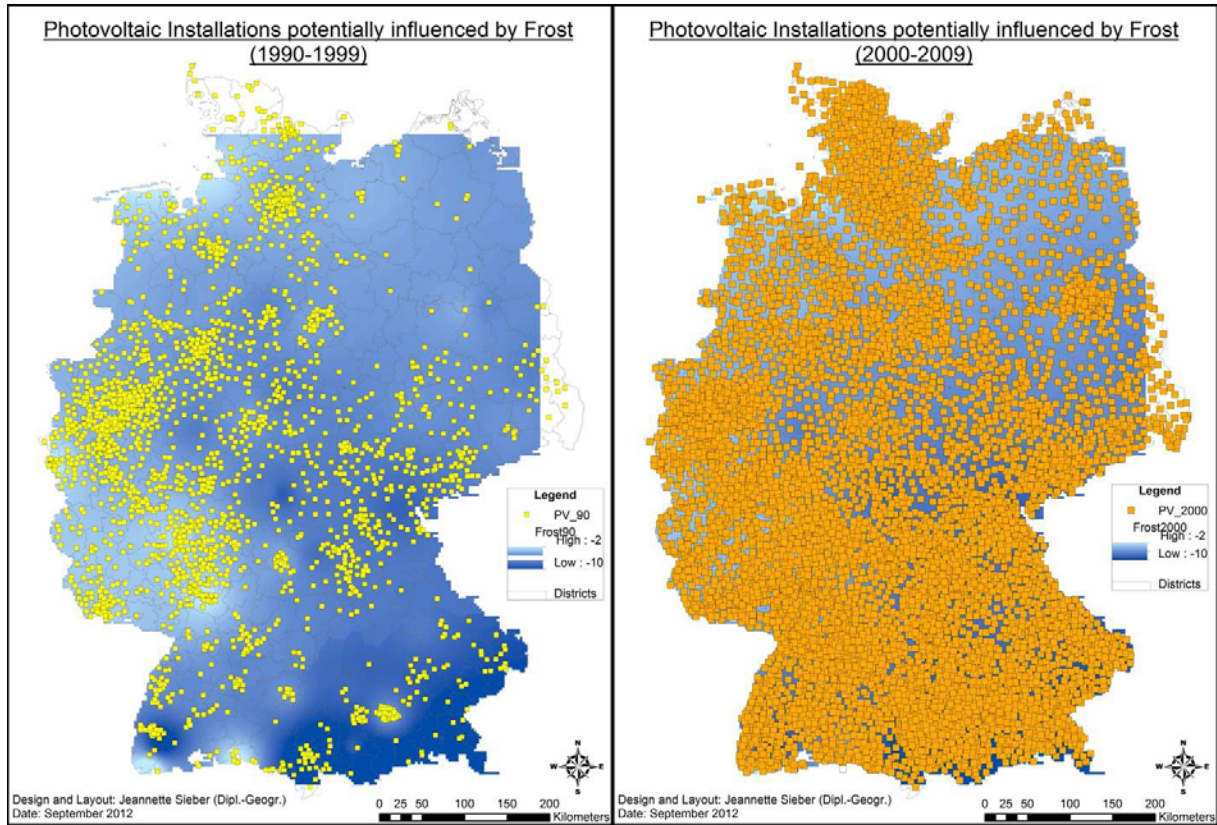 Photovoltaic Installations potentially influenced by Frost
(1990-1999)
Legend
PV_90
Frost90
High : -2
Low : -10
Districts
N
W E
S
Design and Layout: Jeannette Sieber (Dipl.-Geogr.)
Date: September 2012
0 25 50 100 150 200
Kilometers
Photovoltaic Installations potentially influenced by Frost
(2000-2009)
Legend
PV_2000
Frost2000
High : -2
Low : -10
Districts
N
W E
S
Design and Layout: Jeannette Sieber (Dipl.-Geogr.)
Date: September 2012
0 25 50 100 150 200
Kilometers